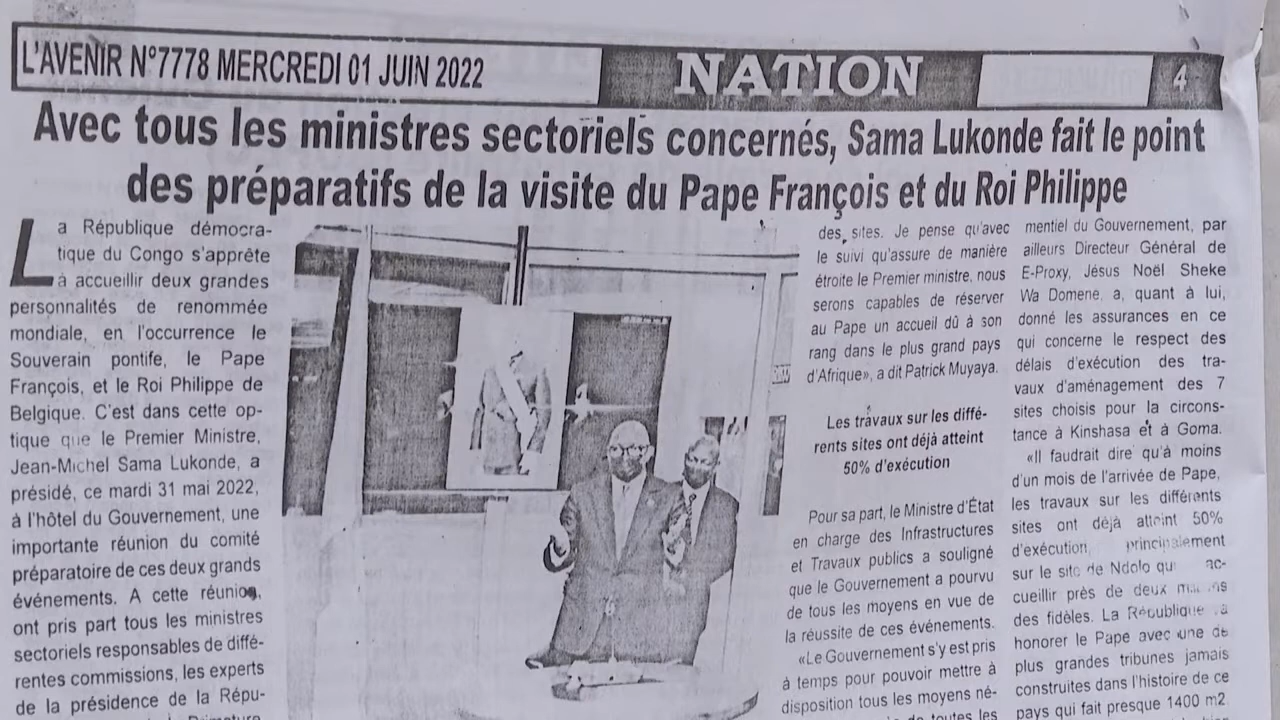 L'AVENIR N°7778 MERCREDI 01 JUIN 2022
NATION
4
Avec tous les ministres sectoriels concernés, Sama Lukonde fait le point
des préparatifs de la visite du Pape François et du Roi Philippe
La République démocra-
tique du Congo s'apprête
à accueillir deux grandes
personnalités de renommée
mondiale, en l'occurrence le
Souverain pontife, le Pape
François, et le Roi Philippe de
Belgique. C'est dans cette op-
tique que le Premier Ministre,
Jean-Michel Sama Lukonde, a
présidé, ce mardi 31 mai 2022,
à l'hôtel du Gouvernement, une
importante réunion du comité
préparatoire de ces deux grands
événements. A cette réunion,
ont pris part tous les ministres
sectoriels responsables de diffé-
rentes commissions, les experts
de la présidence de la Répu-
des sites. Je pense qu'avec
le suivi qu'assure de manière
étroite le Premier ministre, nous
serons capables de réserver
au Pape un accueil dû à son
rang dans le plus grand pays
d'Afrique», a dit Patrick Muyaya.
Les travaux sur les diffé-
rents sites ont déjà atteint
50% d'exécution
Pour sa part, le Ministre d'État
en charge des Infrastructures
et Travaux publics a souligné
que le Gouvernement a pourvu
de tous les moyens en vue de
la réussite de ces événements.
«Le Gouvernement s'y est pris
à temps pour pouvoir mettre à
disposition tous les moyens né-
de toutes les
mentiel du Gouvernement, par
ailleurs Directeur Général de
E-Proxy, Jésus Noël Sheke
Wa Domene, a, quant à lui,
donné les assurances en ce
qui concerne le respect des
délais d'exécution des tra-
vaux d'aménagement des 7
sites choisis pour la circons-
tance à Kinshasa et à Goma.
«Il faudrait dire qu'à moins
d'un mois de l'arrivée de Pape,
les travaux sur les différents
sites ont déjà atteint 50%
d'exécution, principalement
sur le site de Ndolo qui ac-
cueillir près de deux
des fidèles. La République va
honorer le Pape avec une de
plus grandes tribunes jamais
construites dans l'histoire de ce
pays qui fait presque 1400 m2.